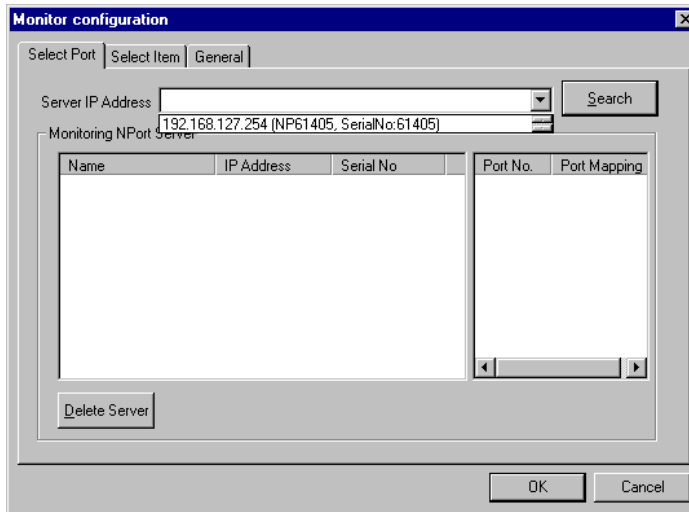 Monitor configuration
Select Port Select Item General
Server IP Address Search
192.168.127.254 (NP61405, SerialNo:61405)
Monitoring NPort Server
Name IP Address Serial No Port No. Port Mapping
Delete Server
OK Cancel